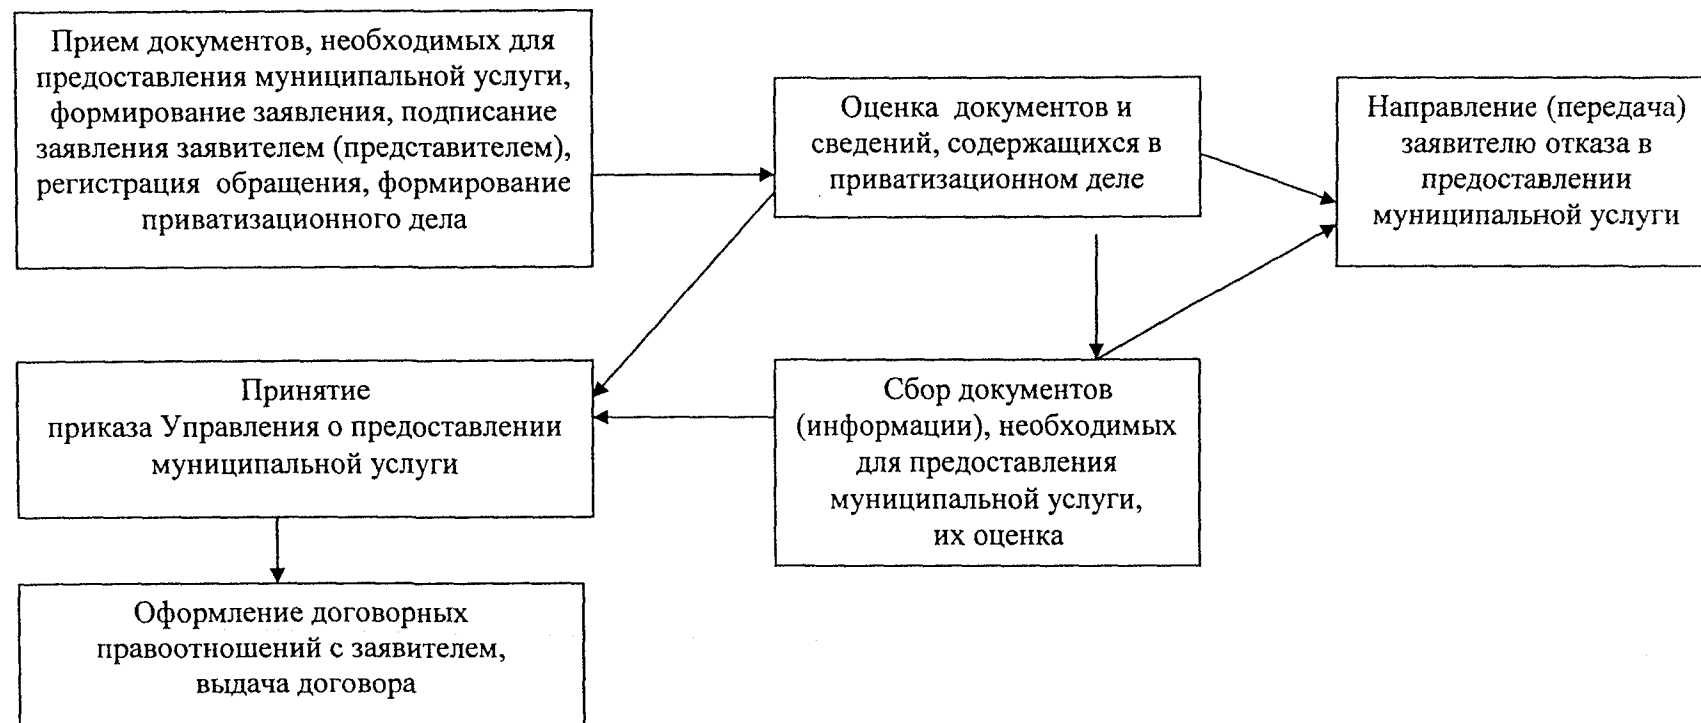 Прием документов, необходимых для
предоставления муниципальной услуги,
формирование заявления, подписание
заявления заявителем (представителем),
регистрация обращения, формирование
приватизационного дела
Оценка документов и
сведений, содержащихся в
приватизационном деле
Направление (передача)
заявителю отказа в
предоставлении
муниципальной услуги
Принятие
приказа Управления о предоставлении
муниципальной услуги
Сбор документов
(информации), необходимых
для предоставления
муниципальной услуги,
их оценка
Оформление договорных
правоотношений с заявителем,
выдача договора